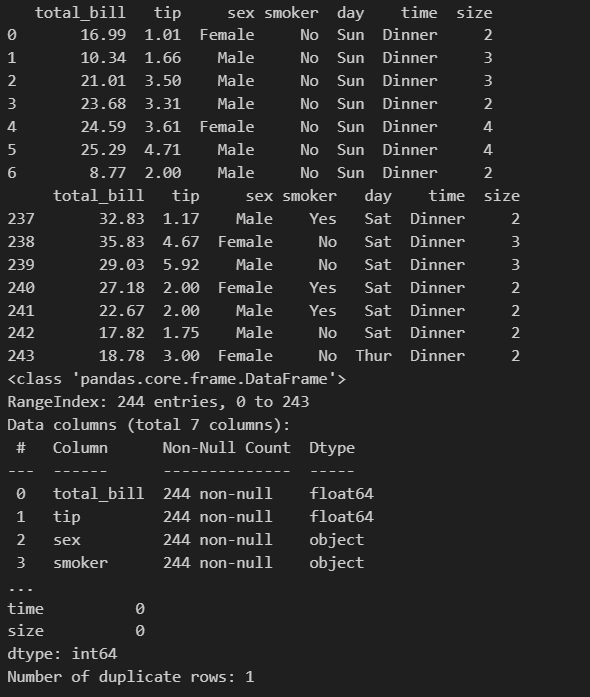 total_bill   tip     sex smoker  day    time  size
0       16.99  1.01  Female     No  Sun  Dinner     2
1       10.34  1.66    Male     No  Sun  Dinner     3
2       21.01  3.50    Male     No  Sun  Dinner     3
3       23.68  3.31    Male     No  Sun  Dinner     2
4       24.59  3.61  Female     No  Sun  Dinner     4
5       25.29  4.71    Male     No  Sun  Dinner     4
6        8.77  2.00    Male     No  Sun  Dinner     2
     total_bill   tip     sex smoker   day    time  size
237       32.83  1.17    Male    Yes   Sat  Dinner     2
238       35.83  4.67  Female     No   Sat  Dinner     3
239       29.03  5.92    Male     No   Sat  Dinner     3
240       27.18  2.00  Female    Yes   Sat  Dinner     2
241       22.67  2.00    Male    Yes   Sat  Dinner     2
242       17.82  1.75    Male     No   Sat  Dinner     2
243       18.78  3.00  Female     No  Thur  Dinner     2
<class 'pandas.core.frame.DataFrame'>
RangeIndex: 244 entries, 0 to 243
Data columns (total 7 columns):
 #   Column      Non-Null Count  Dtype
---  ------      --------------  -----
 0   total_bill  244 non-null    float64
 1   tip         244 non-null    float64
 2   sex         244 non-null    object
 3   smoker      244 non-null    object
...
time          0
size          0
dtype: int64
Number of duplicate rows: 1